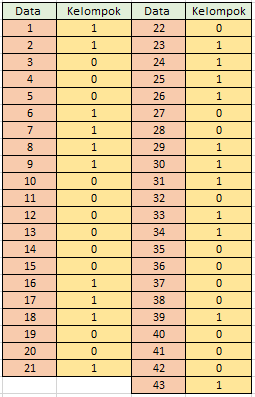 Data Kelompok Data Kelompok
1 1 22 0
2 1 23 1
3 0 24 1
4 0 25 1
5 0 26 1
6 1 27 0
7 1 28 0
8 1 29 1
9 1 30 1
10 0 31 1
11 0 32 0
12 0 33 1
13 0 34 1
14 0 35 0
15 0 36 0
16 1 37 0
17 1 38 0
18 1 39 1
19 0 40 0
20 0 41 0
21 1 42 0
43 1